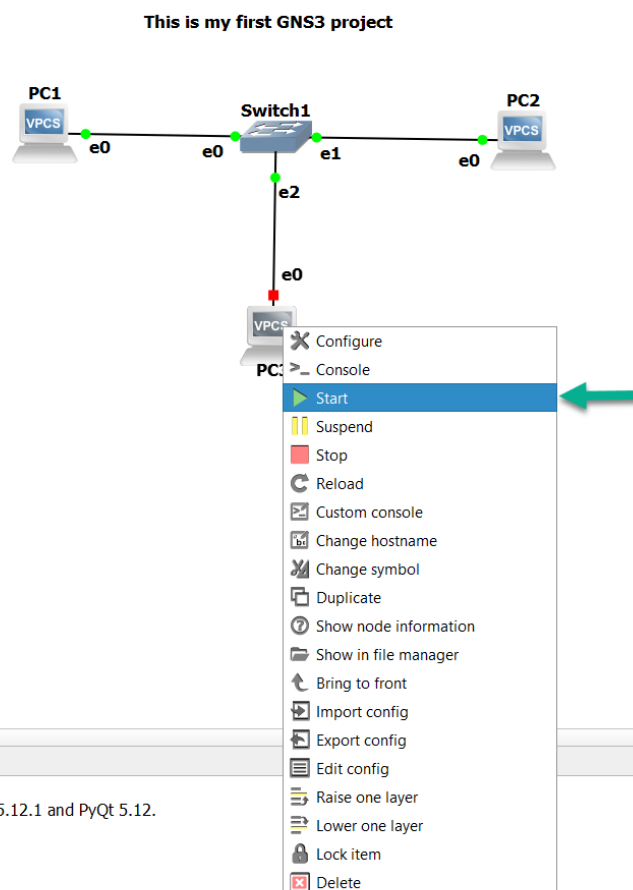 This is my first GNS3 project
PC1
VPCS
e0
e0
Switch1
e1
e2
PC2
VPCS
e0
e0
VPCS
PC3
Configure
Console
Start
Suspend
Stop
Reload
Custom console
Change hostname
Change symbol
Duplicate
Show node information
Show in file manager
Bring to front
Import config
Export config
Edit config
Raise one layer
Lower one layer
Lock item
Delete
5.12.1 and PyQt 5.12.